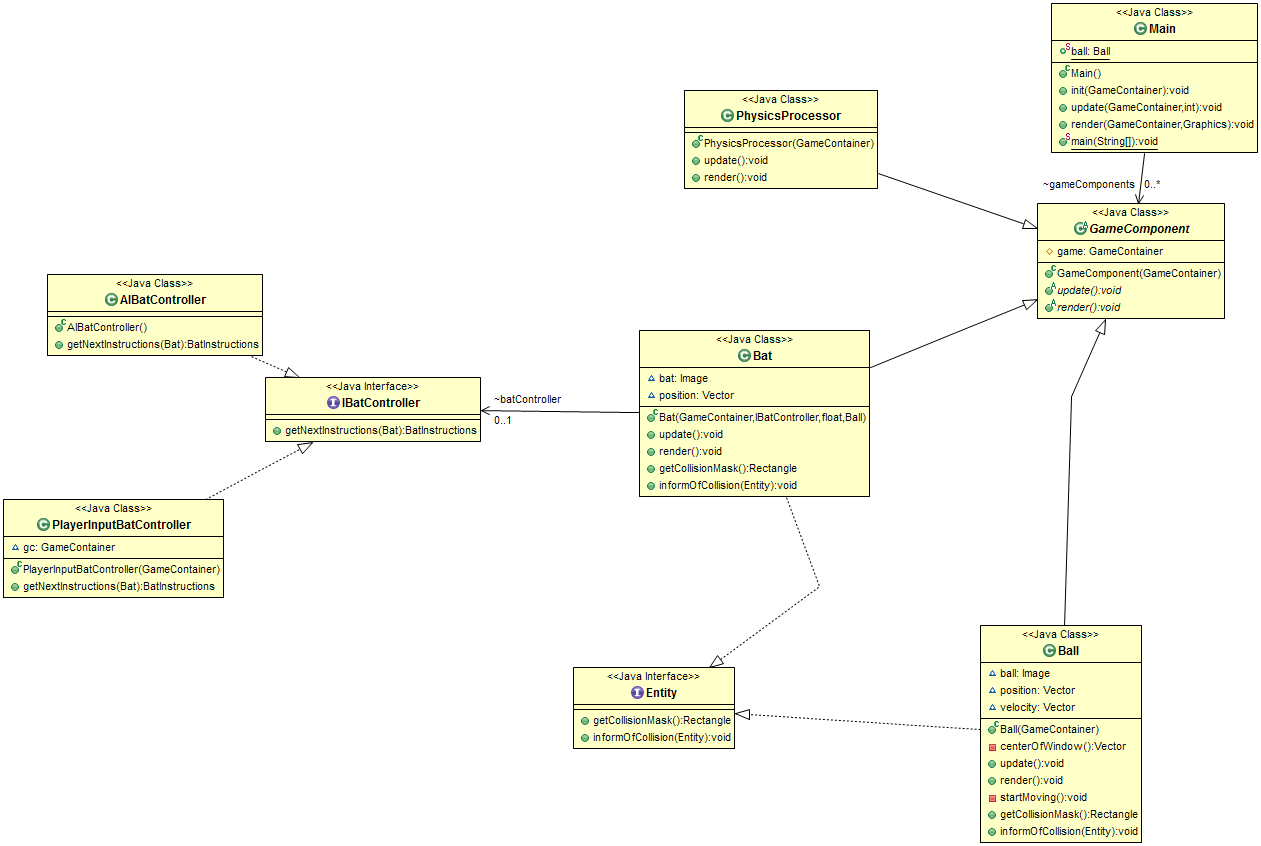 <<Java Class>>
Main
ball: Ball
Main()
init(GameContainer):void
update(GameContainer,int):void
render(GameContainer,Graphics):void
main(String[]):void
~gameComponents 0..*
<<Java Class>>
PhysicsProcessor
PhysicsProcessor(GameContainer)
update():void
render():void
<<Java Class>>
GameComponent
game: GameContainer
GameComponent(GameContainer)
update():void
render():void
<<Java Class>>
AIBatController
AIBatController()
getNextInstructions(Bat):BatInstructions
<<Java Interface>>
IBatController
getNextInstructions(Bat):BatInstructions
~batController
0..1
<<Java Class>>
Bat
bat: Image
position: Vector
Bat(GameContainer,IBatController,float,Ball)
update():void
render():void
getCollisionMask():Rectangle
informOfCollision(Entity):void
<<Java Class>>
PlayerInputBatController
gc: GameContainer
PlayerInputBatController(GameContainer)
getNextInstructions(Bat):BatInstructions
<<Java Interface>>
Entity
getCollisionMask():Rectangle
informOfCollision(Entity):void
<<Java Class>>
Ball
ball: Image
position: Vector
velocity: Vector
Ball(GameContainer)
centerOfWindow():Vector
update():void
render():void
startMoving():void
getCollisionMask():Rectangle
informOfCollision(Entity):void